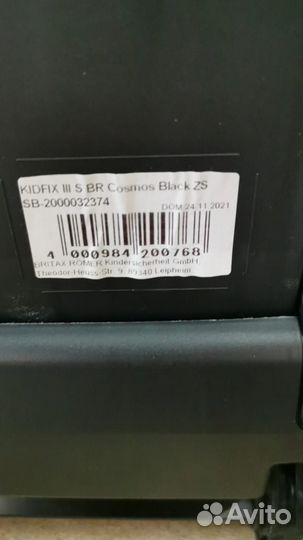 KIDFIX III S BR Cosmos Black ZS
SB-2000032374
DOM 24.11.2021
4 000984 200768
BRITAX RÖMER Kindersicherheit GmbH
Theodor-Heuss-Str. 9, 89340 Leipheim
Avito